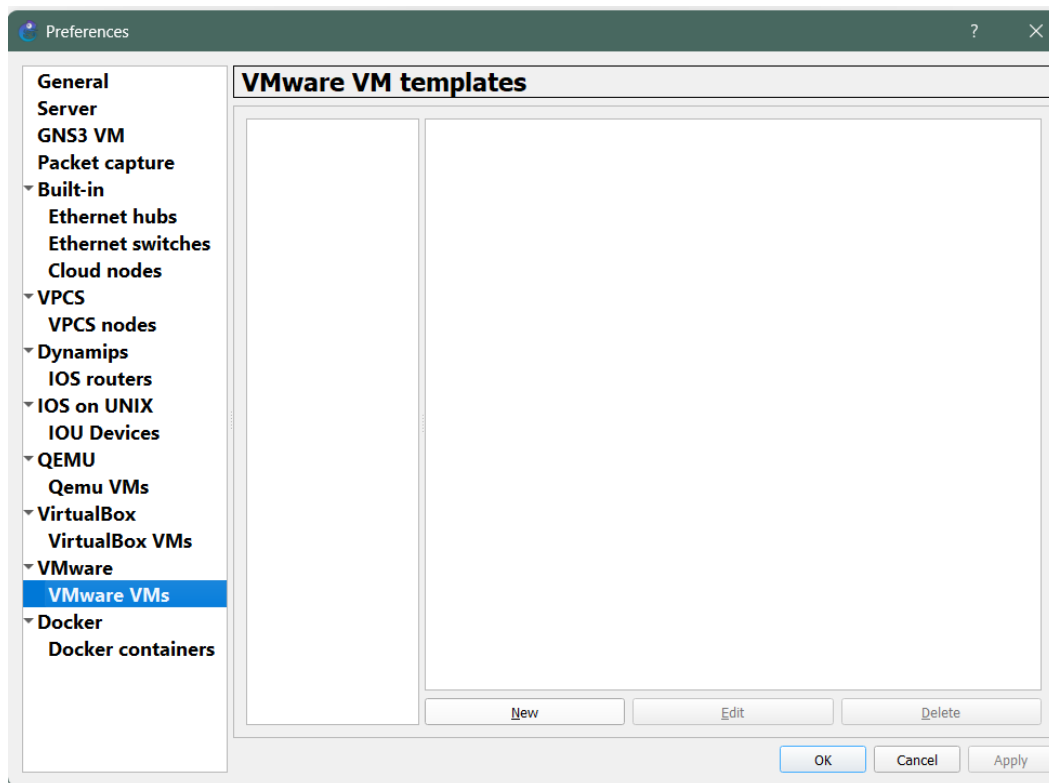 Preferences
?
General
Server
GNS3 VM
Packet capture
Built-in
Ethernet hubs
Ethernet switches
Cloud nodes
VPCS
VPCS nodes
Dynamips
IOS routers
IOS on UNIX
IOU Devices
QEMU
Qemu VMs
VirtualBox
VirtualBox VMs
VMware
VMware VMs
Docker
Docker containers
VMware VM templates
New
Edit
Delete
OK
Cancel
Apply